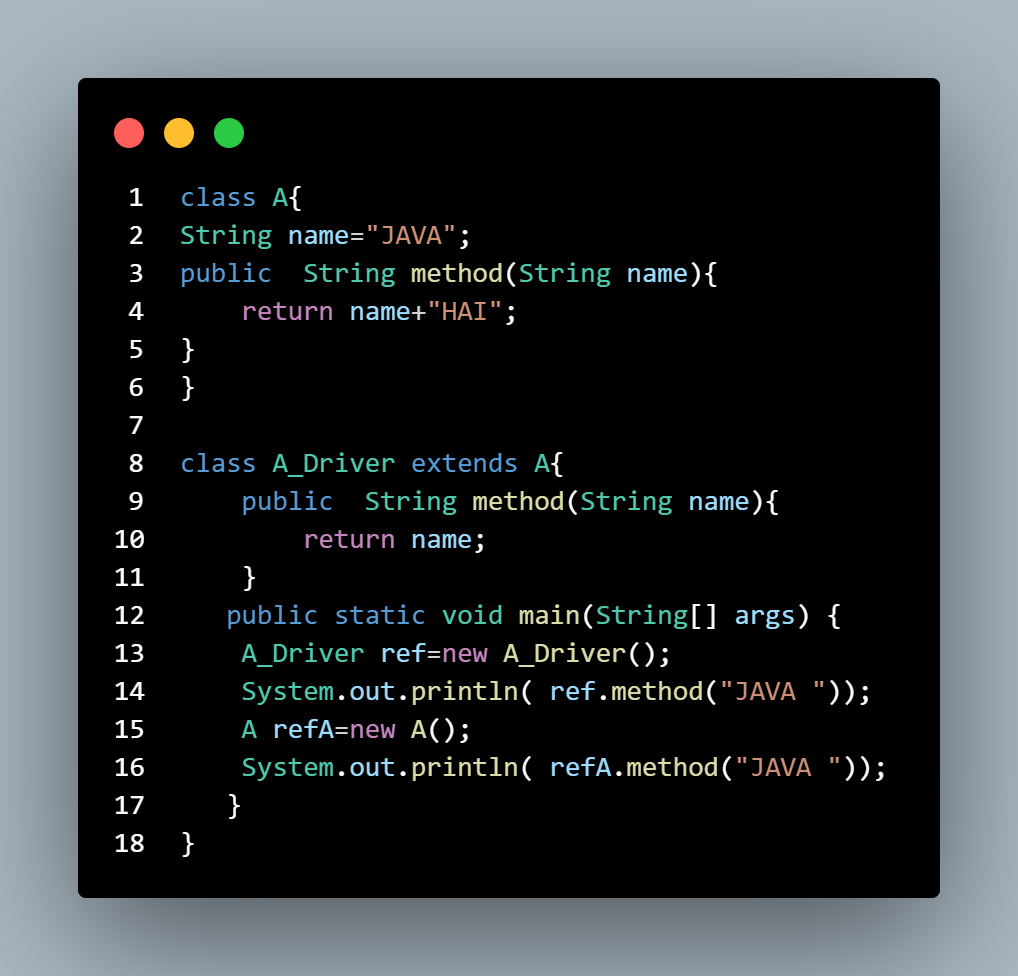 1 class A{
2 String name="JAVA";
3 public  String method(String name){
4     return name+"HAI";
5 }
6 }
7
8 class A_Driver extends A{
9     public  String method(String name){
10         return name;
11     }
12    public static void main(String[] args) {
13     A_Driver ref=new A_Driver();
14     System.out.println( ref.method("JAVA "));
15     A refA=new A();
16     System.out.println( refA.method("JAVA "));
17    }
18 }